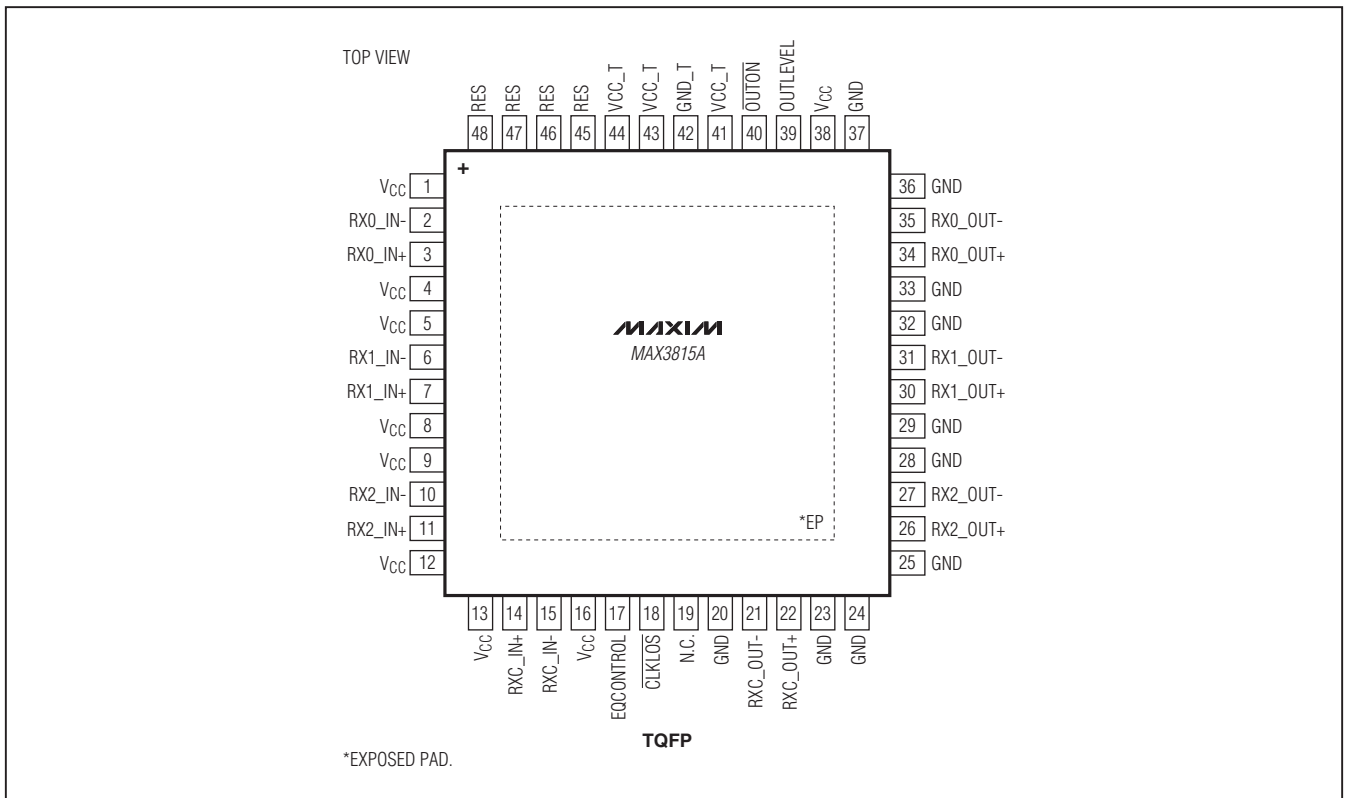 TOP VIEW
RES
RES
RES
RES
VCC_T
VCC_T
GND_T
VCC_T
OUTON
OUTLEVEL
VCC
GND
48
47
46
45
44
43
42
41
40
39
38
37
+
VCC 1
RX0_IN- 2
RX0_IN+ 3
VCC 4
VCC 5
RX1_IN- 6
RX1_IN+ 7
VCC 8
VCC 9
RX2_IN- 10
RX2_IN+ 11
VCC 12
MAXIM
MAX3815A
*EP
36 GND
35 RX0_OUT-
34 RX0_OUT+
33 GND
32 GND
31 RX1_OUT-
30 RX1_OUT+
29 GND
28 GND
27 RX2_OUT-
26 RX2_OUT+
25 GND
13
14
15
16
17
18
19
20
21
22
23
24
VCC
RXC_IN+
RXC_IN-
VCC
EQCONTROL
CLKLOS
N.C.
GND
RXC_OUT-
RXC_OUT+
GND
GND
TQFP
*EXPOSED PAD.